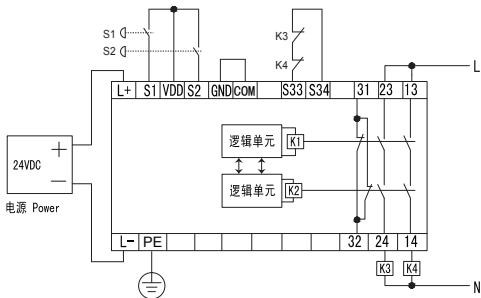 S1
S2
K3
K4
L
L+ S1 VDD S2 GND COM S33 S34 31 23 13
24VDC
+
−
电源 Power
逻辑单元 K1
逻辑单元 K2
L- PE 32 24 14
K3 K4
N